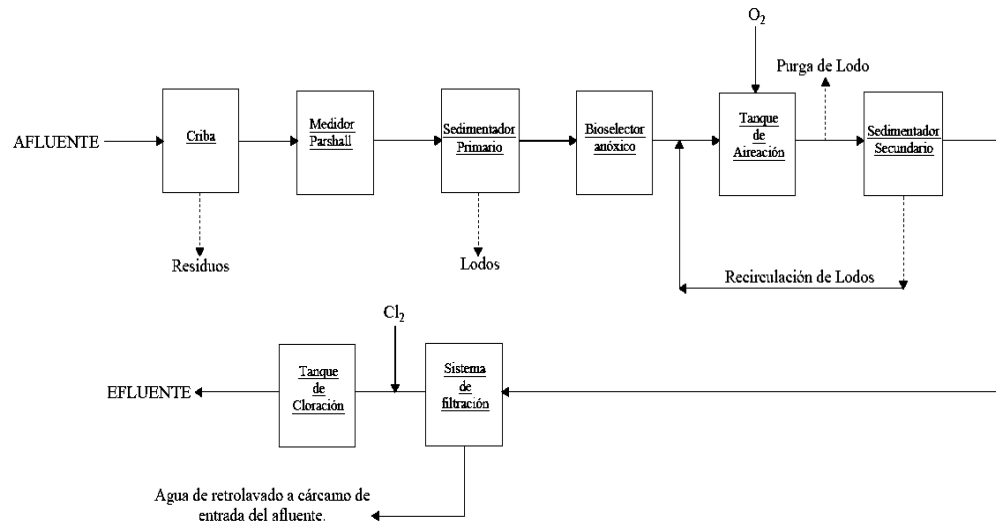 O2
Purga de Lodo
AFLUENTE
Criba
Medidor
Parshall
Sedimentador
Primario
Bioselector
anóxico
Tanque
de
Aireación
Sedimentador
Secundario
Residuos
Lodos
Recirculación de Lodos
Cl2
EFLUENTE
Tanque
de
Cloración
Sistema
de
filtración
Agua de retrolavado a cárcamo de
entrada del afluente.